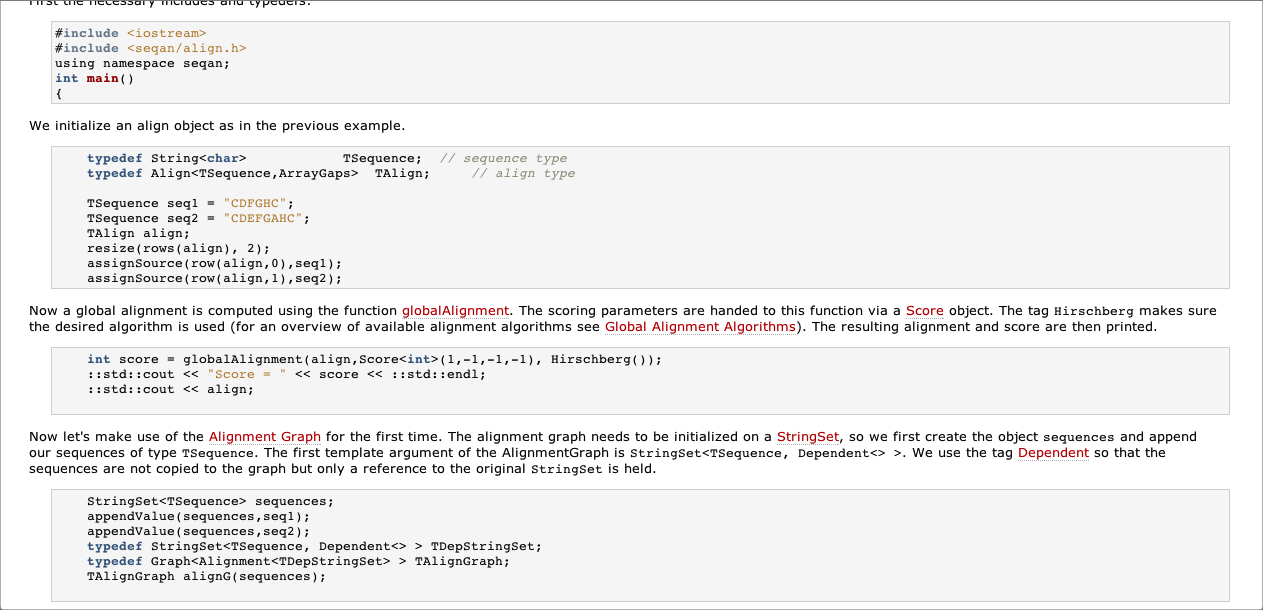 First the necessary includes and typedefs.
#include <iostream>
#include <seqan/align.h>
using namespace seqan;
int main()
{
We initialize an align object as in the previous example.
typedef String<char>            TSequence;  // sequence type
typedef Align<TSequence,ArrayGaps>  TAlign;     // align type
TSequence seq1 = "CDFGHC";
TSequence seq2 = "CDEFGAHC";
TAlign align;
resize(rows(align), 2);
assignSource(row(align,0),seq1);
assignSource(row(align,1),seq2);
Now a global alignment is computed using the function globalAlignment. The scoring parameters are handed to this function via a Score object. The tag Hirschberg makes sure
the desired algorithm is used (for an overview of available alignment algorithms see Global Alignment Algorithms). The resulting alignment and score are then printed.
int score = globalAlignment(align,Score<int>(1,-1,-1,-1), Hirschberg());
::std::cout << "Score = " << score << ::std::endl;
::std::cout << align;
Now let's make use of the Alignment Graph for the first time. The alignment graph needs to be initialized on a StringSet, so we first create the object sequences and append
our sequences of type TSequence. The first template argument of the AlignmentGraph is StringSet<TSequence, Dependent<> >. We use the tag Dependent so that the
sequences are not copied to the graph but only a reference to the original StringSet is held.
StringSet<TSequence> sequences;
appendValue(sequences,seq1);
appendValue(sequences,seq2);
typedef StringSet<TSequence, Dependent<> > TDepStringSet;
typedef Graph<Alignment<TDepStringSet> > TAlignGraph;
TAlignGraph alignG(sequences);